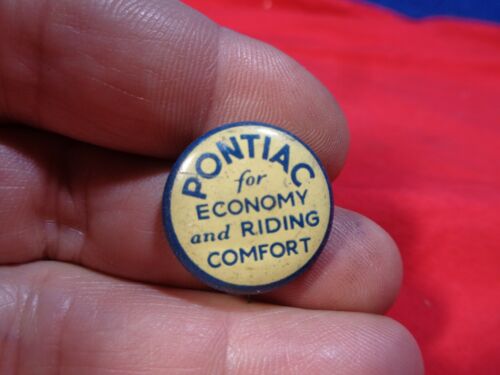 PONTIAC
for
ECONOMY
and RIDING
COMFORT